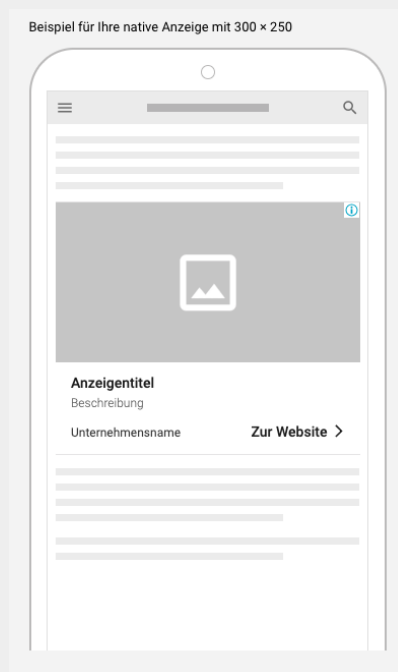 Beispiel für Ihre native Anzeige mit 300 × 250
Anzeigentitel
Beschreibung
Unternehmensname
Zur Website